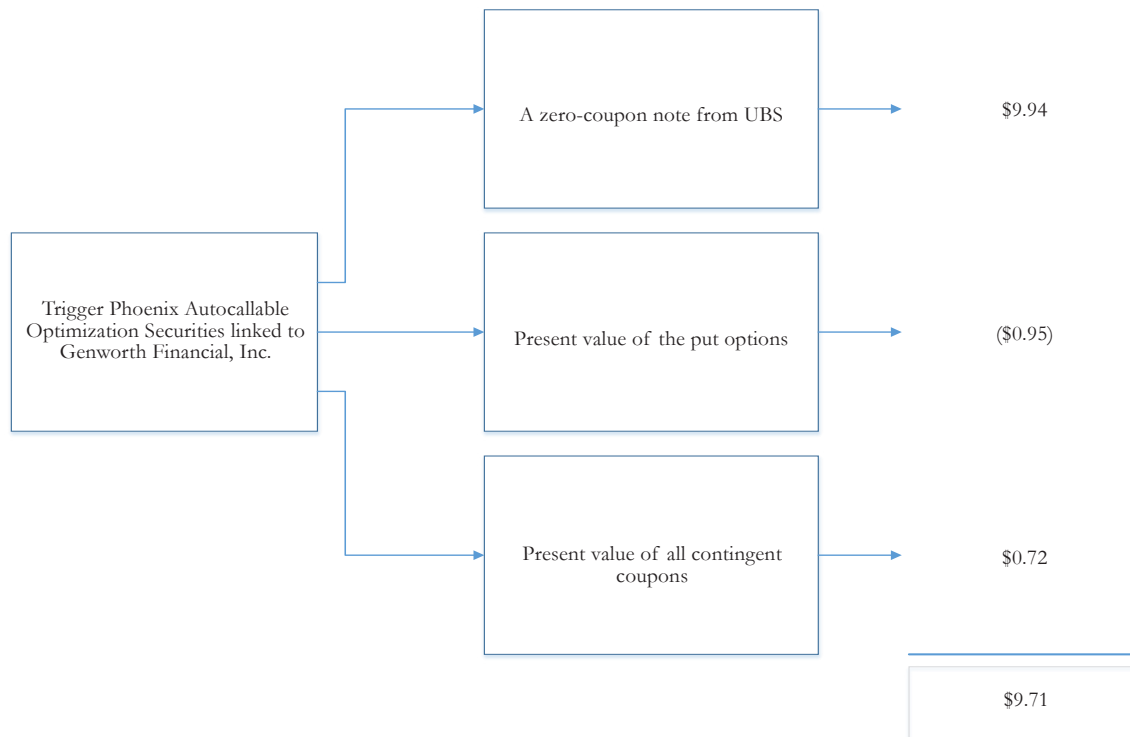 A zero-coupon note from UBS
$9.94
Trigger Phoenix Autocallable
Optimization Securities linked to
Genworth Financial, Inc.
Present value of the put options
($0.95)
Present value of all contingent
coupons
$0.72
$9.71